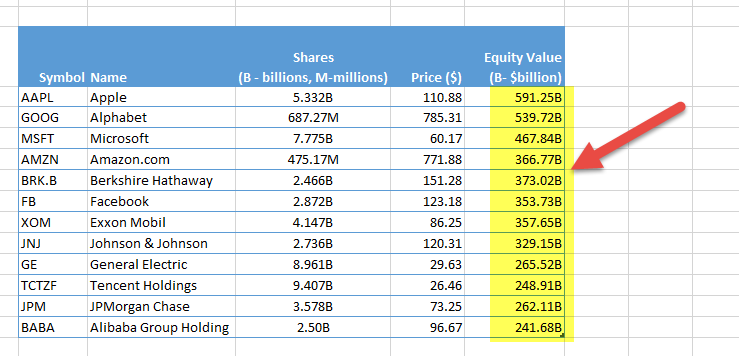 Shares Equity Value
Symbol Name (B - billions, M-millions) Price ($) (B- $billion)
AAPL Apple 5.332B 110.88 591.25B
GOOG Alphabet 687.27M 785.31 539.72B
MSFT Microsoft 7.775B 60.17 467.84B
AMZN Amazon.com 475.17M 771.88 366.77B
BRK.B Berkshire Hathaway 2.466B 151.28 373.02B
FB Facebook 2.872B 123.18 353.73B
XOM Exxon Mobil 4.147B 86.25 357.65B
JNJ Johnson & Johnson 2.736B 120.31 329.15B
GE General Electric 8.961B 29.63 265.52B
TCTZF Tencent Holdings 9.407B 26.46 248.91B
JPM JPMorgan Chase 3.578B 73.25 262.11B
BABA Alibaba Group Holding 2.50B 96.67 241.68B